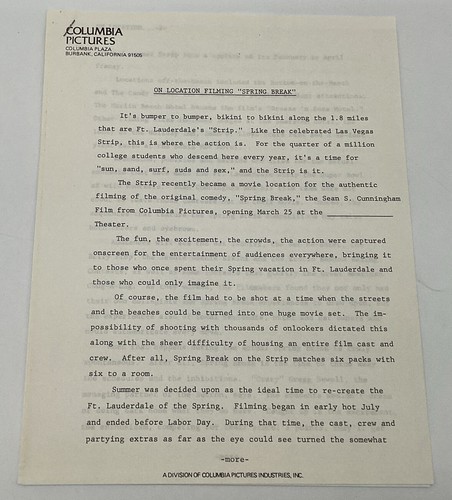 COLUMBIA
PICTURES
COLUMBIA PLAZA
BURBANK, CALIFORNIA 91505
ON LOCATION FILMING "SPRING BREAK"
It's bumper to bumper, bikini to bikini along the 1.8 miles
that are Ft. Lauderdale's "Strip." Like the celebrated Las Vegas
Strip, this is where the action is. For the quarter of a million
college students who descend here every year, it's a time for
"sun, sand, surf, suds and sex," and the Strip is it.
The Strip recently became a movie location for the authentic
filming of the original comedy, "Spring Break," the Sean S. Cunningham
Film from Columbia Pictures, opening March 25 at the ______________
Theater.
The fun, the excitement, the crowds, the action were captured
onscreen for the entertainment of audiences everywhere, bringing it
to those who once spent their Spring vacation in Ft. Lauderdale and
those who could only imagine it.
Of course, the film had to be shot at a time when the streets
and the beaches could be turned into one huge movie set. The im-
possibility of shooting with thousands of onlookers dictated this
along with the sheer difficulty of housing an entire film cast and
crew. After all, Spring Break on the Strip matches six packs with
six to a room.
Summer was decided upon as the ideal time to re-create the
Ft. Lauderdale of the Spring. Filming began in early hot July
and ended before Labor Day. During that time, the cast, crew and
partying extras as far as the eye could see turned the somewhat
-more-
A DIVISION OF COLUMBIA PICTURES INDUSTRIES, INC.